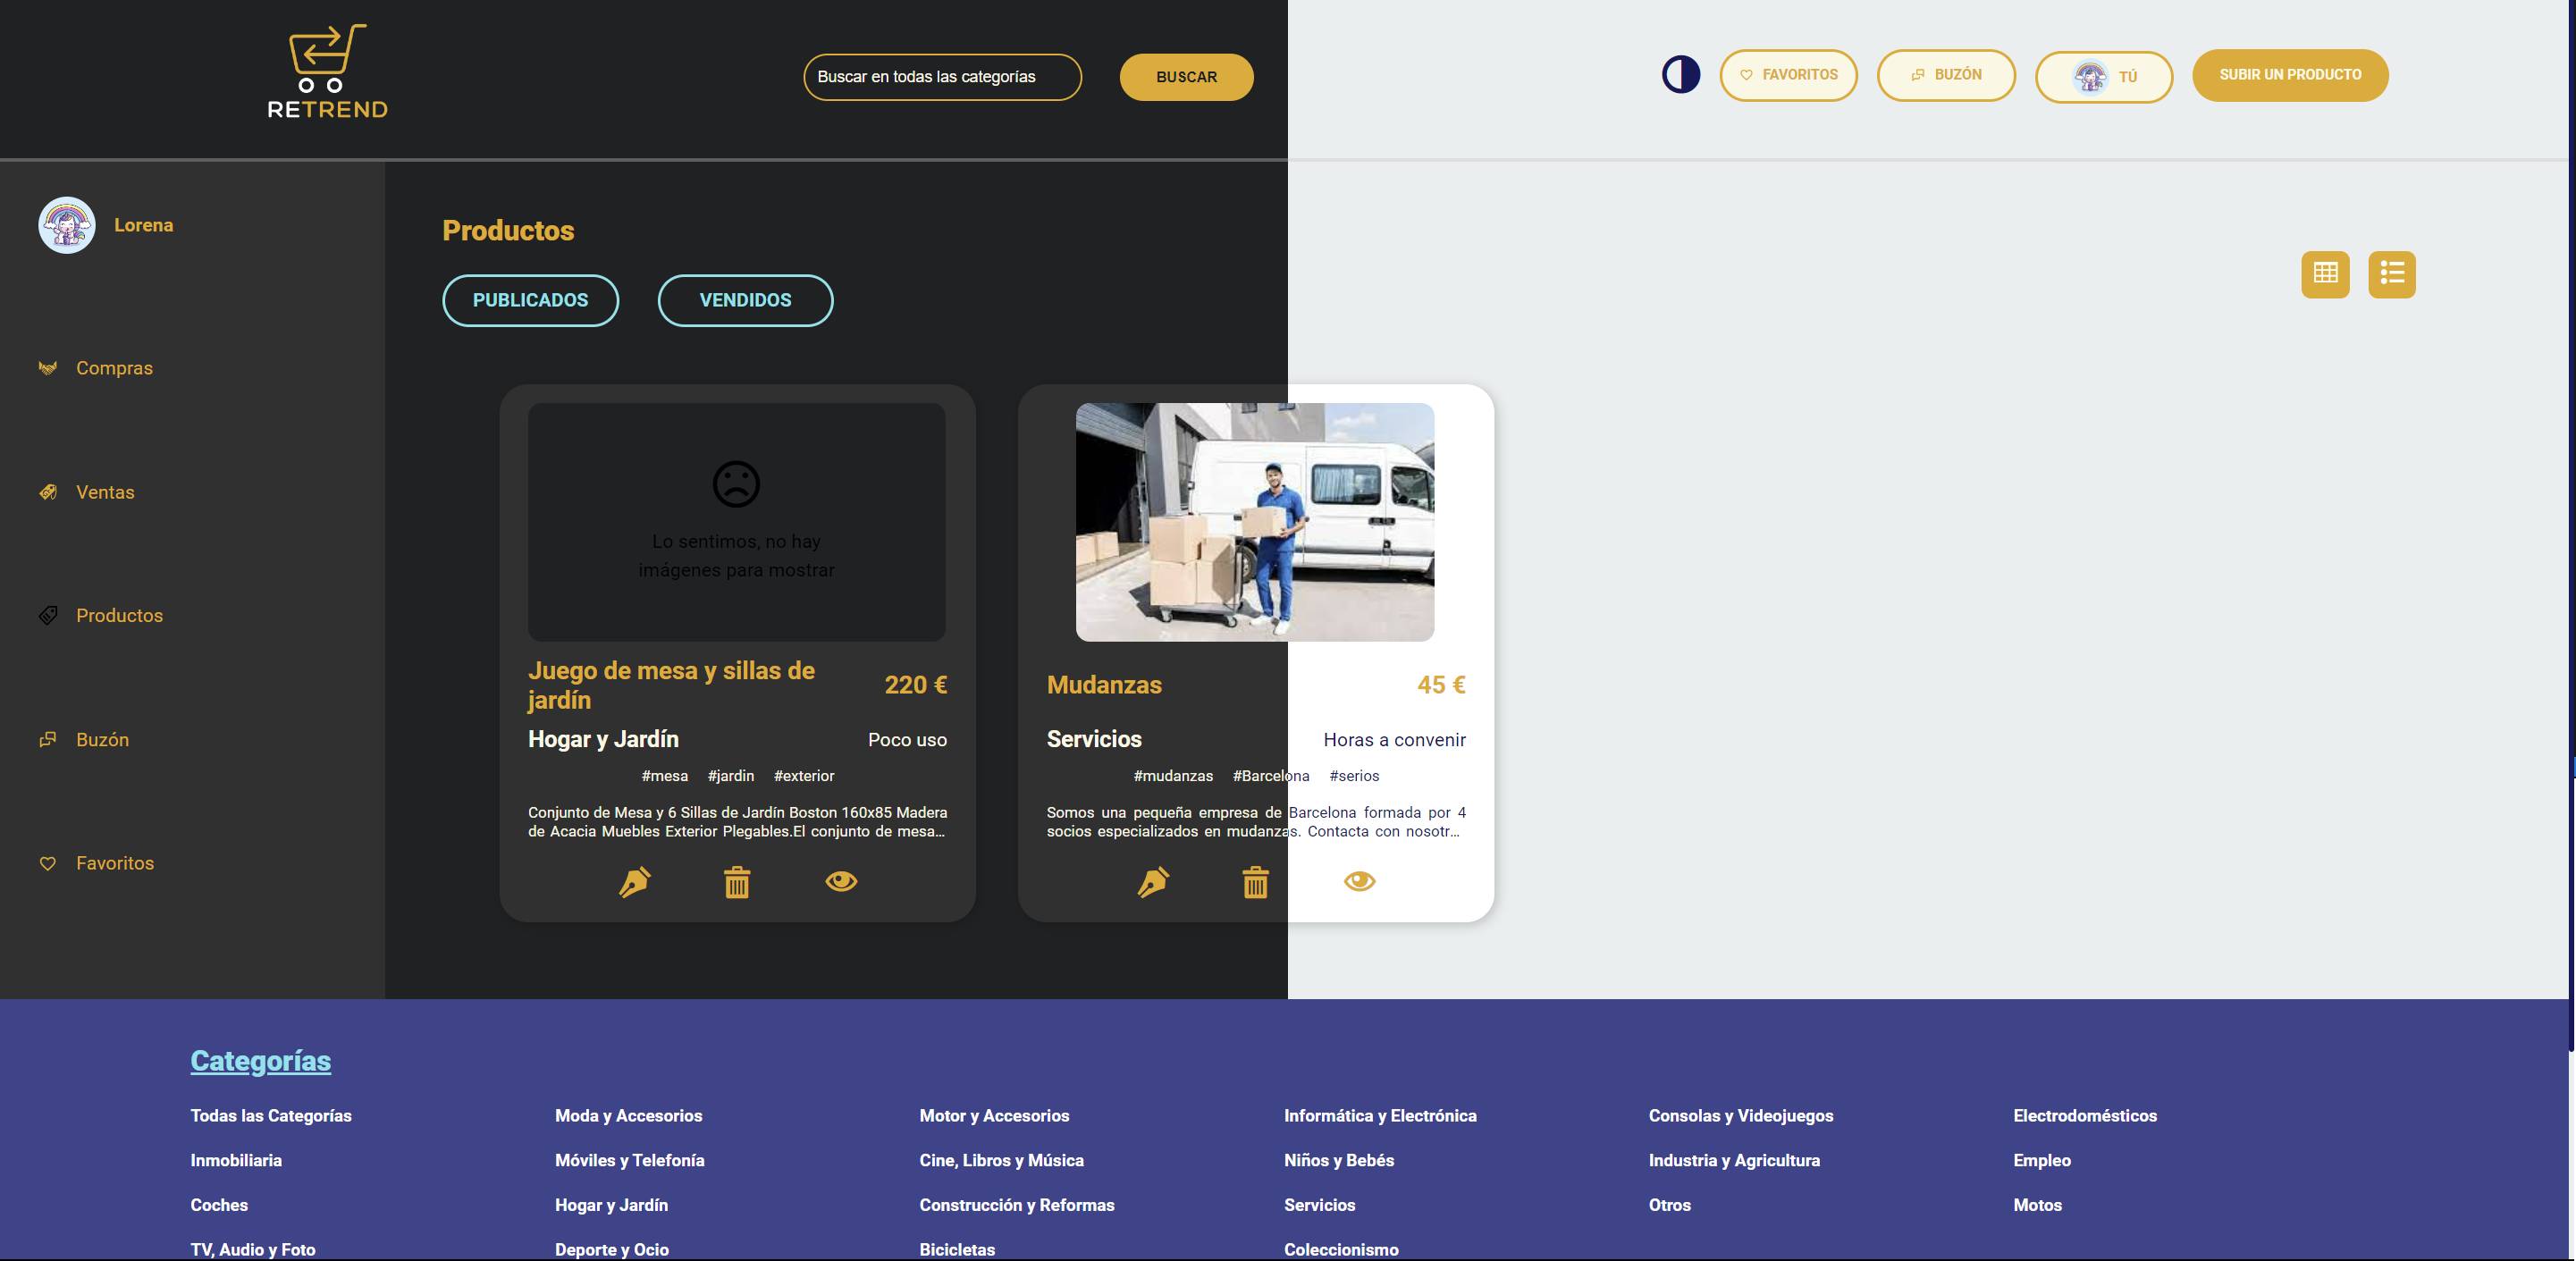 RETREND
Buscar en todas las categorías
BUSCAR
FAVORITOS
BUZÓN
TÚ
SUBIR UN PRODUCTO
Lorena
Compras
Ventas
Productos
Buzón
Favoritos
Productos
PUBLICADOS
VENDIDOS
Lo sentimos, no hay
imágenes para mostrar
Juego de mesa y sillas de
jardín
220 €
Hogar y Jardín
Poco uso
#mesa #jardin #exterior
Conjunto de Mesa y 6 Sillas de Jardín Boston 160x85 Madera
de Acacia Muebles Exterior Plegables.El conjunto de mesa...
Mudanzas
45 €
Servicios
Horas a convenir
#mudanzas #Barcelona #serios
Somos una pequeña empresa de Barcelona formada por 4
socios especializados en mudanzas. Contacta con nosotr...
Categorías
Todas las Categorías
Moda y Accesorios
Motor y Accesorios
Informática y Electrónica
Consolas y Videojuegos
Electrodomésticos
Inmobiliaria
Móviles y Telefonía
Cine, Libros y Música
Niños y Bebés
Industria y Agricultura
Empleo
Coches
Hogar y Jardín
Construcción y Reformas
Servicios
Otros
Motos
TV, Audio y Foto
Deporte y Ocio
Bicicletas
Coleccionismo